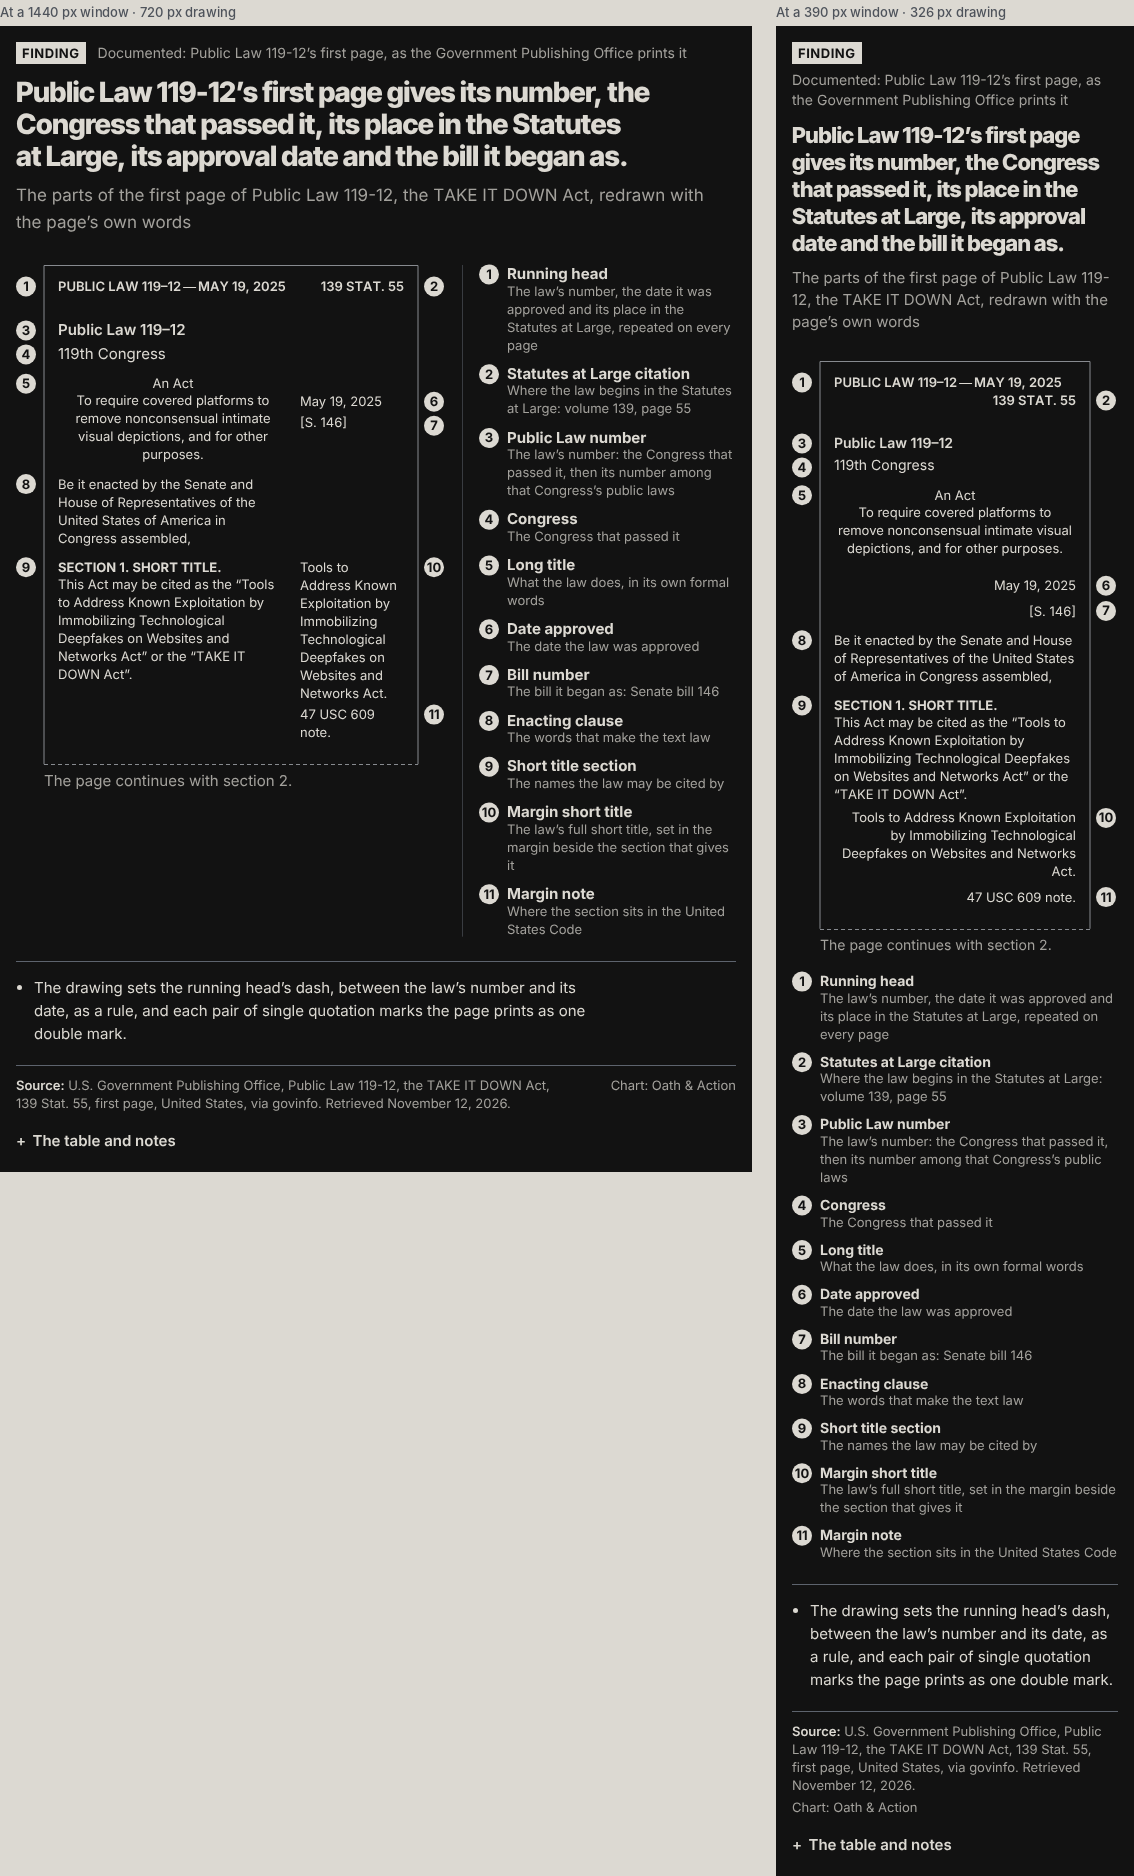 At a 1440 px window · 720 px drawing
FINDING Documented: Public Law 119-12’s first page, as the Government Publishing Office prints it
Public Law 119-12’s first page gives its number, the
Congress that passed it, its place in the Statutes
at Large, its approval date and the bill it began as.
The parts of the first page of Public Law 119-12, the TAKE IT DOWN Act, redrawn with
the page’s own words
1 PUBLIC LAW 119–12 — MAY 19, 2025 139 STAT. 55 2
3 Public Law 119–12
4 119th Congress
5 An Act
To require covered platforms to
remove nonconsensual intimate
visual depictions, and for other
purposes.
May 19, 2025 6
[S. 146] 7
8 Be it enacted by the Senate and
House of Representatives of the
United States of America in
Congress assembled,
9 SECTION 1. SHORT TITLE.
This Act may be cited as the “Tools
to Address Known Exploitation by
Immobilizing Technological
Deepfakes on Websites and
Networks Act” or the “TAKE IT
DOWN Act”.
Tools to 10
Address Known
Exploitation by
Immobilizing
Technological
Deepfakes on
Websites and
Networks Act.
47 USC 609 11
note.
The page continues with section 2.
1 Running head
The law’s number, the date it was
approved and its place in the
Statutes at Large, repeated on every
page
2 Statutes at Large citation
Where the law begins in the Statutes
at Large: volume 139, page 55
3 Public Law number
The law’s number: the Congress that
passed it, then its number among
that Congress’s public laws
4 Congress
The Congress that passed it
5 Long title
What the law does, in its own formal
words
6 Date approved
The date the law was approved
7 Bill number
The bill it began as: Senate bill 146
8 Enacting clause
The words that make the text law
9 Short title section
The names the law may be cited by
10 Margin short title
The law’s full short title, set in the
margin beside the section that gives
it
11 Margin note
Where the section sits in the United
States Code
• The drawing sets the running head’s dash, between the law’s number and its
date, as a rule, and each pair of single quotation marks the page prints as one
double mark.
Source: U.S. Government Publishing Office, Public Law 119-12, the TAKE IT DOWN Act,
139 Stat. 55, first page, United States, via govinfo. Retrieved November 12, 2026.
Chart: Oath & Action
+ The table and notes
At a 390 px window · 326 px drawing
FINDING
Documented: Public Law 119-12’s first page, as
the Government Publishing Office prints it
Public Law 119-12’s first page
gives its number, the Congress
that passed it, its place in the
Statutes at Large, its approval
date and the bill it began as.
The parts of the first page of Public Law 119-
12, the TAKE IT DOWN Act, redrawn with the
page’s own words
1 PUBLIC LAW 119–12 — MAY 19, 2025
139 STAT. 55 2
3 Public Law 119–12
4 119th Congress
5 An Act
To require covered platforms to
remove nonconsensual intimate visual
depictions, and for other purposes.
May 19, 2025 6
[S. 146] 7
8 Be it enacted by the Senate and House
of Representatives of the United States
of America in Congress assembled,
9 SECTION 1. SHORT TITLE.
This Act may be cited as the “Tools to
Address Known Exploitation by
Immobilizing Technological Deepfakes
on Websites and Networks Act” or the
“TAKE IT DOWN Act”.
Tools to Address Known Exploitation 10
by Immobilizing Technological
Deepfakes on Websites and Networks
Act.
47 USC 609 note. 11
The page continues with section 2.
1 Running head
The law’s number, the date it was approved and
its place in the Statutes at Large, repeated on
every page
2 Statutes at Large citation
Where the law begins in the Statutes at Large:
volume 139, page 55
3 Public Law number
The law’s number: the Congress that passed it,
then its number among that Congress’s public
laws
4 Congress
The Congress that passed it
5 Long title
What the law does, in its own formal words
6 Date approved
The date the law was approved
7 Bill number
The bill it began as: Senate bill 146
8 Enacting clause
The words that make the text law
9 Short title section
The names the law may be cited by
10 Margin short title
The law’s full short title, set in the margin beside
the section that gives it
11 Margin note
Where the section sits in the United States Code
• The drawing sets the running head’s dash,
between the law’s number and its date, as
a rule, and each pair of single quotation
marks the page prints as one double mark.
Source: U.S. Government Publishing Office, Public
Law 119-12, the TAKE IT DOWN Act, 139 Stat. 55,
first page, United States, via govinfo. Retrieved
November 12, 2026.
Chart: Oath & Action
+ The table and notes